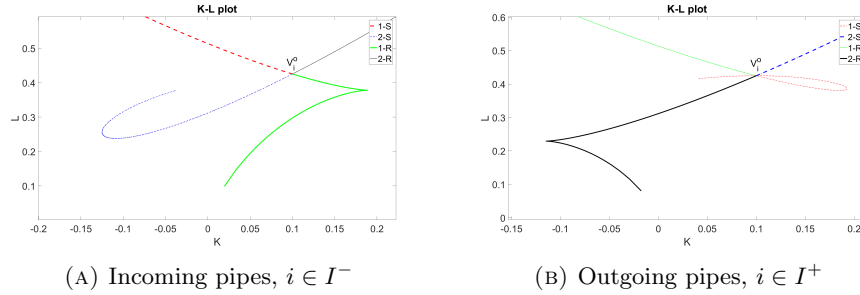 K-L plot
1-S
2-S
1-R
2-R
V_i^o
0.5
0.4
0.3
0.2
0.1
L
-0.2
-0.15
-0.1
-0.05
0
0.05
0.1
0.15
0.2
K
(A) Incoming pipes, i ∈ I⁻
K-L plot
1-S
2-S
1-R
2-R
V_i^o
0.6
0.5
0.4
0.3
0.2
0.1
0
L
-0.15
-0.1
-0.05
0
0.05
0.1
0.15
0.2
K
(B) Outgoing pipes, i ∈ I⁺